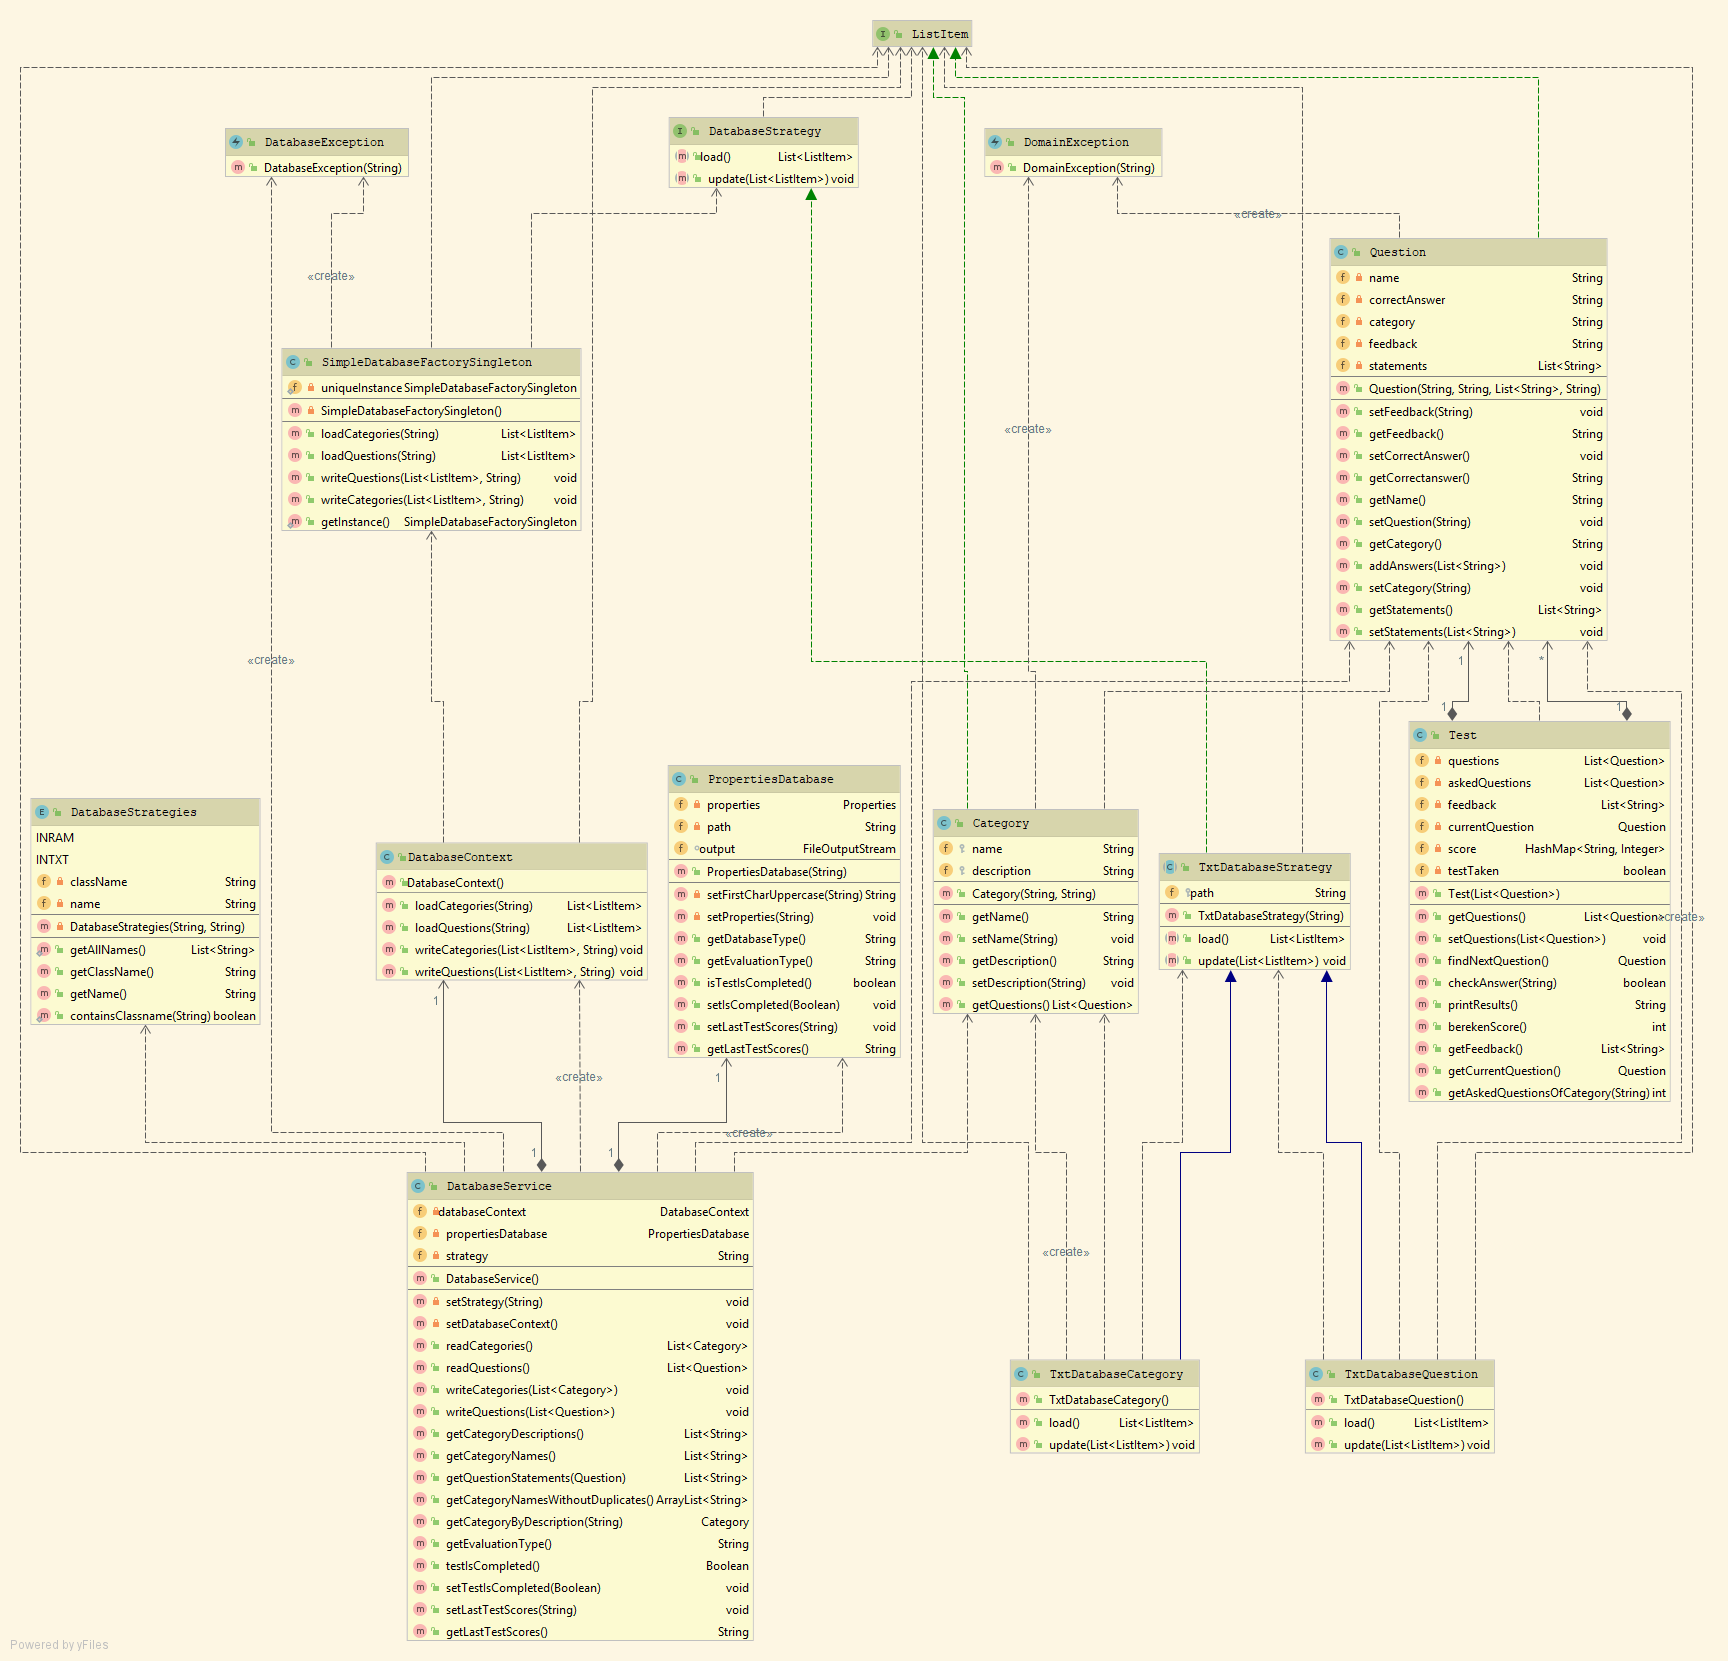 ListItem
DatabaseException
DatabaseException(String)
DatabaseStrategy
load() List<ListItem>
update(List<ListItem>) void
DomainException
DomainException(String)
«create»
Question
name String
correctAnswer String
category String
feedback String
statements List<String>
Question(String, String, List<String>, String)
setFeedback(String) void
getFeedback() String
setCorrectAnswer() void
getCorrectanswer() String
getName() String
setQuestion(String) void
getCategory() String
addAnswers(List<String>) void
setCategory(String) void
getStatements() List<String>
setStatements(List<String>) void
«create»
SimpleDatabaseFactorySingleton
uniqueInstance SimpleDatabaseFactorySingleton
SimpleDatabaseFactorySingleton()
loadCategories(String) List<ListItem>
loadQuestions(String) List<ListItem>
writeQuestions(List<ListItem>, String) void
writeCategories(List<ListItem>, String) void
getInstance() SimpleDatabaseFactorySingleton
«create»
«create»
1
*
1
1
Test
questions List<Question>
askedQuestions List<Question>
feedback List<String>
currentQuestion Question
score HashMap<String, Integer>
testTaken boolean
Test(List<Question>)
getQuestions() List<Question>
setQuestions(List<Question>) void
findNextQuestion() Question
checkAnswer(String) boolean
printResults() String
berekenScore() int
getFeedback() List<String>
getCurrentQuestion() Question
getAskedQuestionsOfCategory(String) int
«create»
DatabaseStrategies
INRAM
INTXT
className String
name String
DatabaseStrategies(String, String)
getAllNames() List<String>
getClassName() String
getName() String
containsClassname(String) boolean
DatabaseContext
DatabaseContext()
loadCategories(String) List<ListItem>
loadQuestions(String) List<ListItem>
writeCategories(List<ListItem>, String) void
writeQuestions(List<ListItem>, String) void
PropertiesDatabase
properties Properties
path String
output FileOutputStream
PropertiesDatabase(String)
setFirstCharUppercase(String) String
setProperties(String) void
getDatabaseType() String
getEvaluationType() String
isTestIsCompleted() boolean
setIsCompleted(Boolean) void
setLastTestScores(String) void
getLastTestScores() String
Category
name String
description String
Category(String, String)
getName() String
setName(String) void
getDescription() String
setDescription(String) void
getQuestions() List<Question>
TxtDatabaseStrategy
path String
TxtDatabaseStrategy(String)
load() List<ListItem>
update(List<ListItem>) void
1
«create»
1
«create»
1
1
DatabaseService
databaseContext DatabaseContext
propertiesDatabase PropertiesDatabase
strategy String
DatabaseService()
setStrategy(String) void
setDatabaseContext() void
readCategories() List<Category>
readQuestions() List<Question>
writeCategories(List<Category>) void
writeQuestions(List<Question>) void
getCategoryDescriptions() List<String>
getCategoryNames() List<String>
getQuestionStatements(Question) List<String>
getCategoryNamesWithoutDuplicates() ArrayList<String>
getCategoryByDescription(String) Category
getEvaluationType() String
testIsCompleted() Boolean
setTestIsCompleted(Boolean) void
setLastTestScores(String) void
getLastTestScores() String
«create»
TxtDatabaseCategory
TxtDatabaseCategory()
load() List<ListItem>
update(List<ListItem>) void
TxtDatabaseQuestion
TxtDatabaseQuestion()
load() List<ListItem>
update(List<ListItem>) void
Powered by yFiles